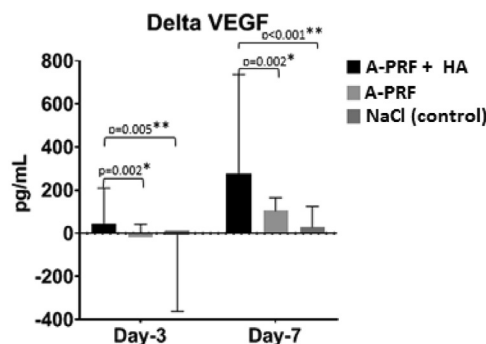 Delta VEGF
p<0.001**
p=0.002*
p=0.005**
p=0.002*
A-PRF + HA
A-PRF
NaCl (control)
pg/mL
800
600
400
200
0
-200
-400
Day-3
Day-7